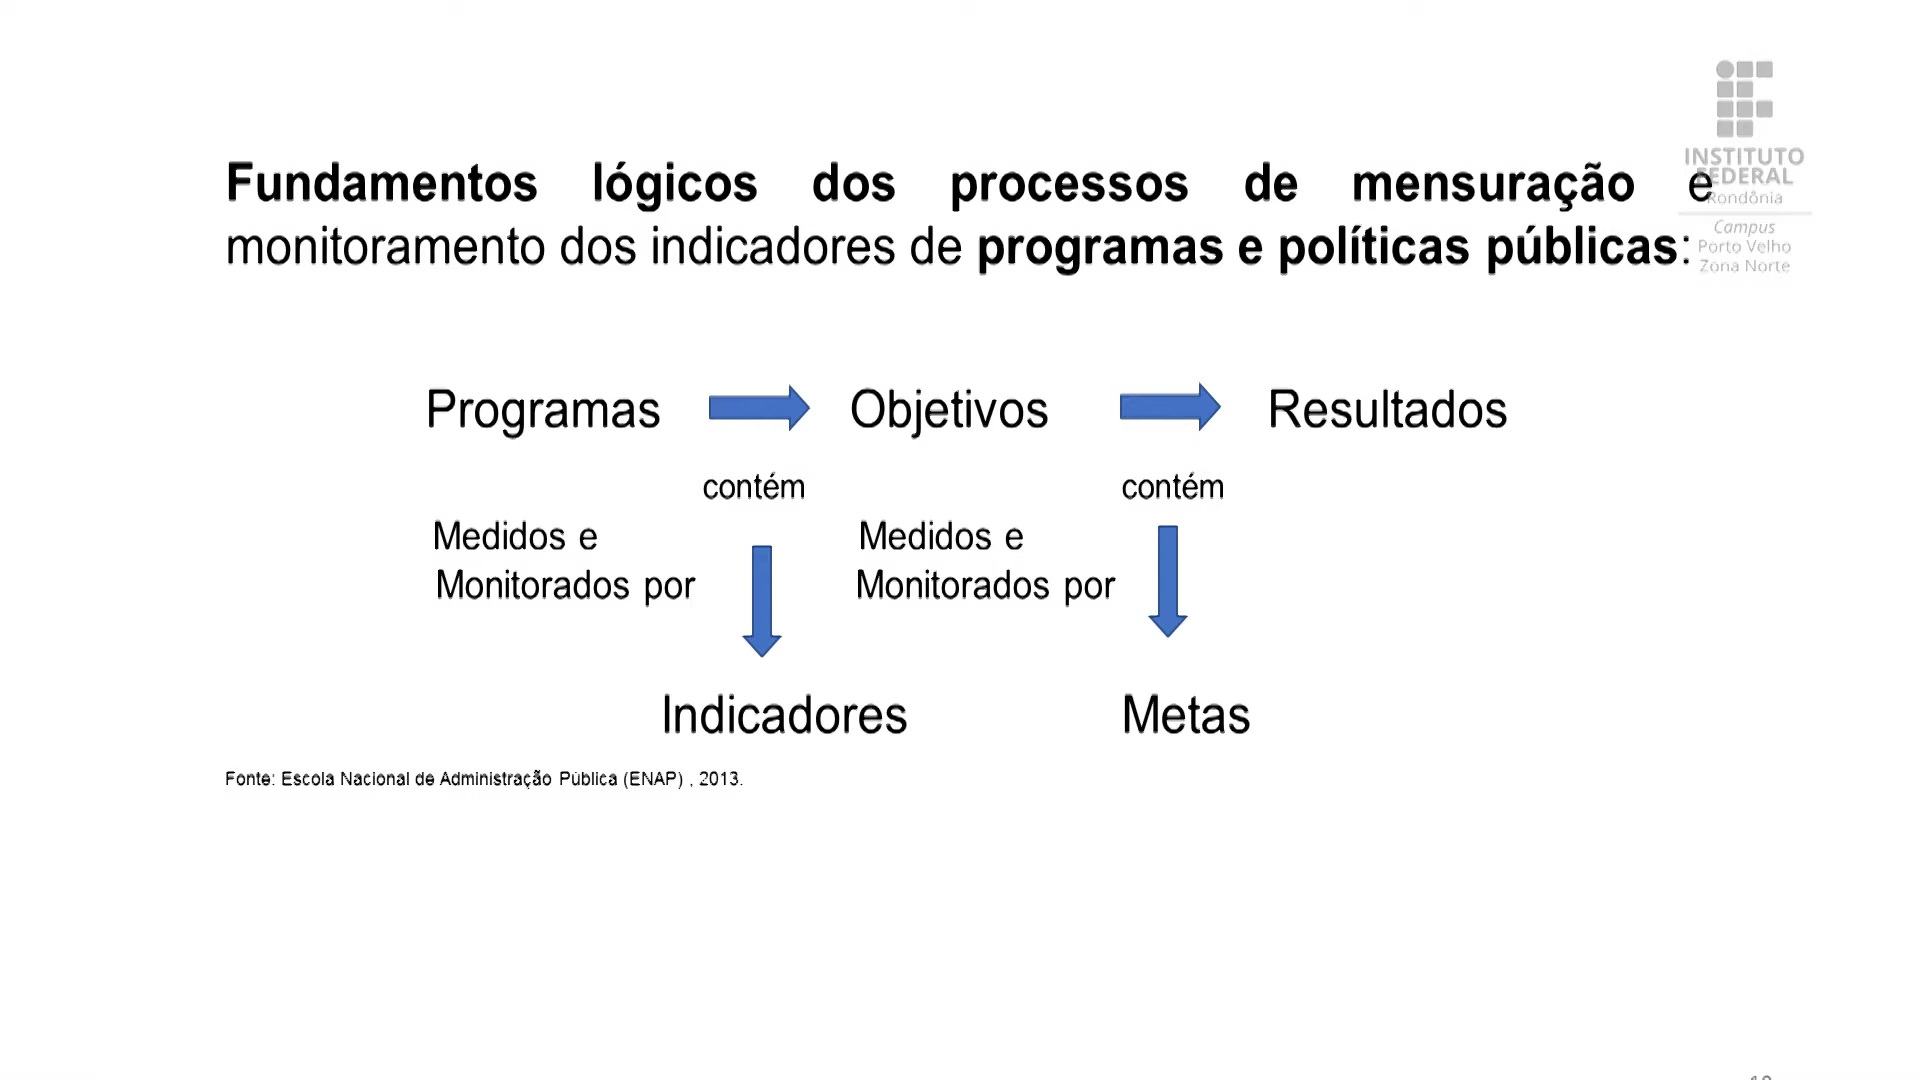 INSTITUTO
FEDERAL
Rondônia
Campus
Porto Velho
Zona Norte
Fundamentos lógicos dos processos de mensuração e
monitoramento dos indicadores de programas e políticas públicas:
Programas Objetivos Resultados
contém contém
Medidos e Medidos e
Monitorados por Monitorados por
Indicadores Metas
Fonte: Escola Nacional de Administração Pública (ENAP) , 2013.